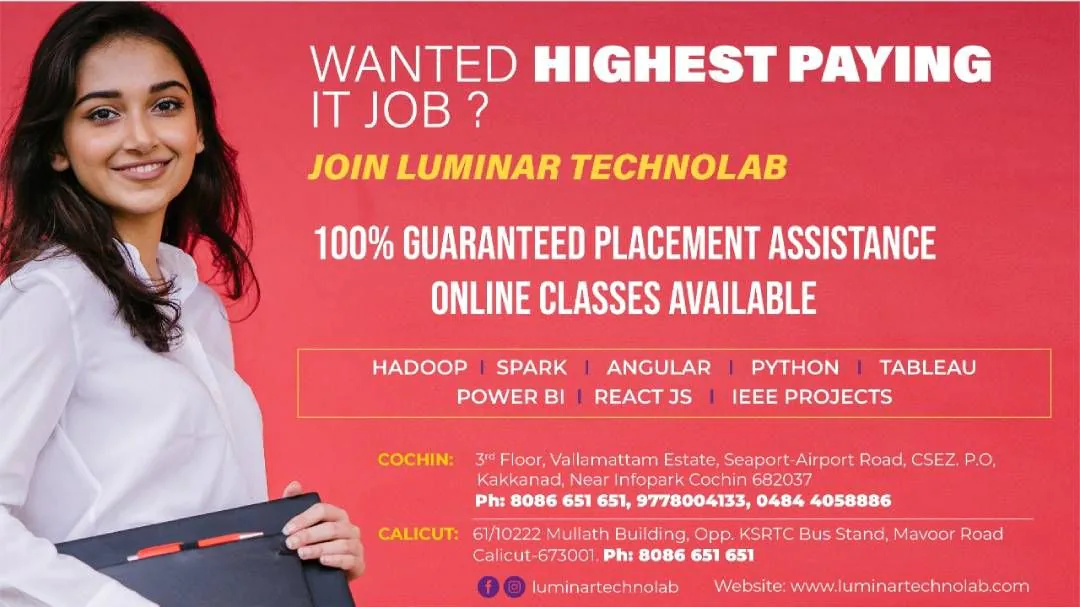 WANTED HIGHEST PAYING
IT JOB ?
JOIN LUMINAR TECHNOLAB
100% GUARANTEED PLACEMENT ASSISTANCE
ONLINE CLASSES AVAILABLE
HADOOP | SPARK | ANGULAR | PYTHON | TABLEAU
POWER BI | REACT JS | IEEE PROJECTS
COCHIN: 3rd Floor, Vallamattam Estate, Seaport-Airport Road, CSEZ. P.O,
Kakkanad, Near Infopark Cochin 682037
Ph: 8086 651 651, 9778004133, 0484 4058886
CALICUT: 61/10222 Mullath Building, Opp. KSRTC Bus Stand, Mavoor Road
Calicut-673001. Ph: 8086 651 651
luminartechnolab Website: www.luminartechnolab.com